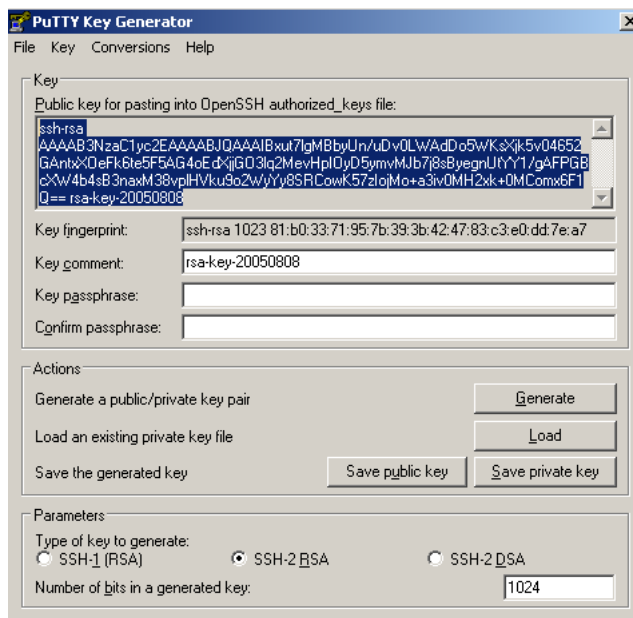 PuTTY Key Generator
File Key Conversions Help
Key
Public key for pasting into OpenSSH authorized_keys file:
ssh-rsa
AAAAB3NzaC1yc2EAAAABJQAAAIBxut7lgMBbyUn/uDv0LWAdDo5WKsXjk5v04652
GAntxX0eFk6te5F5AG4oEdXjjGO3lq2MevHplOyD5ymvMJb7j8sByegnUtYY1/gAFPGB
cXW4b4sB3naxM38vplHVku9o2WyYy8SRCowK57zlojMo+a3iv0MH2xk+0MComx6F1
Q== rsa-key-20050808
Key fingerprint: ssh-rsa 1023 81:b0:33:71:95:7b:39:3b:42:47:83:c3:e0:dd:7e:a7
Key comment: rsa-key-20050808
Key passphrase:
Confirm passphrase:
Actions
Generate a public/private key pair Generate
Load an existing private key file Load
Save the generated key Save public key Save private key
Parameters
Type of key to generate:
SSH-1 (RSA) SSH-2 RSA SSH-2 DSA
Number of bits in a generated key: 1024